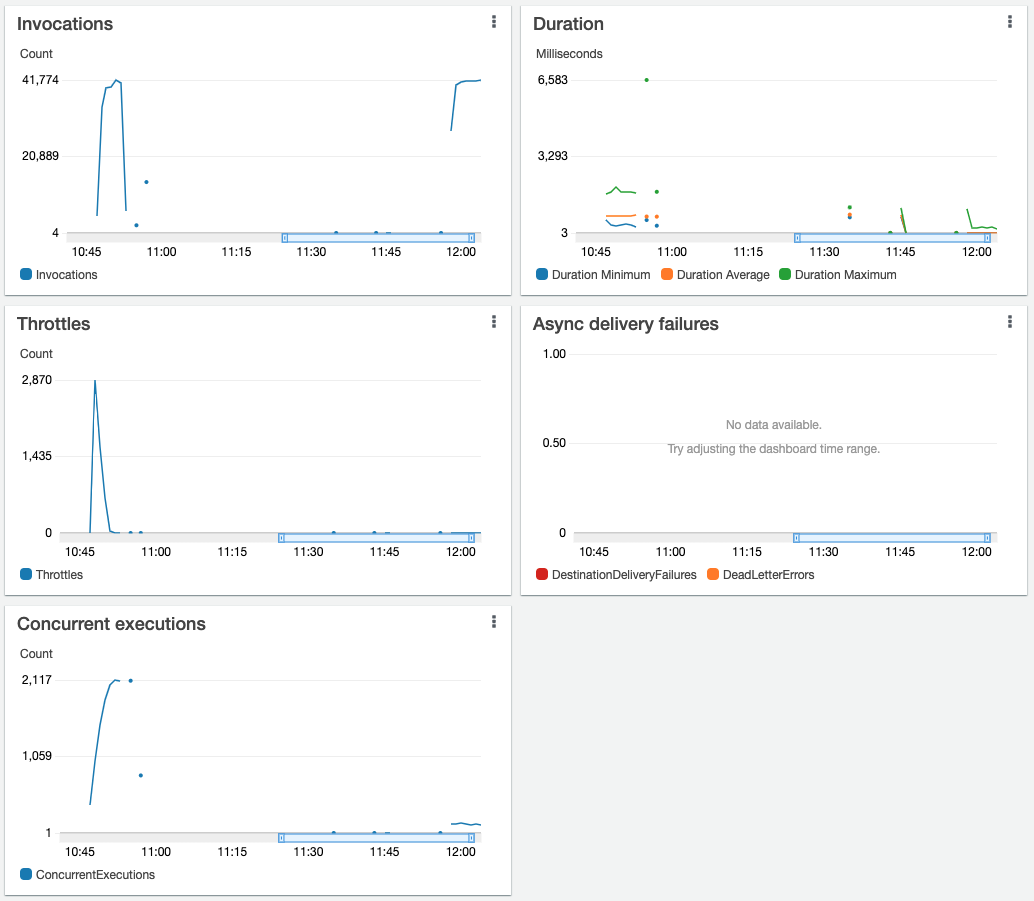 Invocations
Count
41,774
20,889
4
10:45 11:00 11:15 11:30 11:45 12:00
Invocations
Duration
Milliseconds
6,583
3,293
3
10:45 11:00 11:15 11:30 11:45 12:00
Duration Minimum Duration Average Duration Maximum
Throttles
Count
2,870
1,435
0
10:45 11:00 11:15 11:30 11:45 12:00
Throttles
Async delivery failures
1.00
No data available.
0.50
Try adjusting the dashboard time range.
0
10:45 11:00 11:15 11:30 11:45 12:00
DestinationDeliveryFailures DeadLetterErrors
Concurrent executions
Count
2,117
1,059
1
10:45 11:00 11:15 11:30 11:45 12:00
ConcurrentExecutions